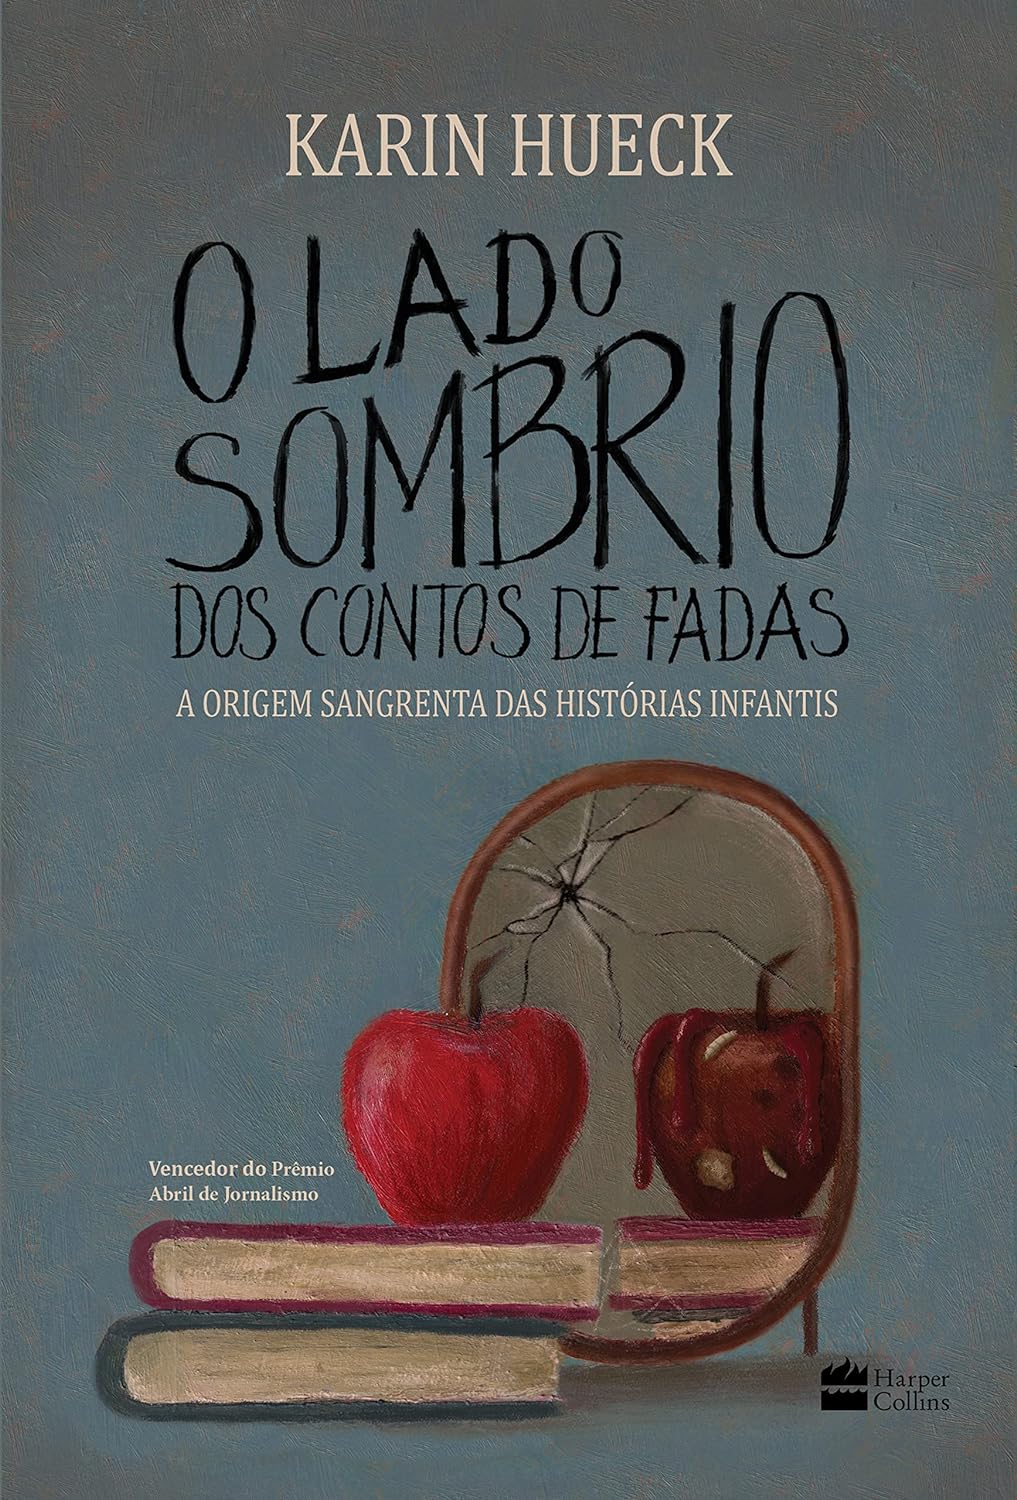 KARIN HUECK
O LADO
SOMBRIO
DOS CONTOS DE FADAS
A ORIGEM SANGRENTA DAS HISTÓRIAS INFANTIS
Vencedor do Prêmio
Abril de Jornalismo
Harper
Collins